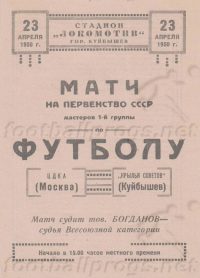 23
АПРЕЛЯ
1950 г.
СТАДИОН
„ЛОКОМОТИВ"
ГОР. КУЙБЫШЕВ
23
АПРЕЛЯ
1950 г.
МАТЧ
НА ПЕРВЕНСТВО СССР
мастеров 1-й группы
по
ФУТБОЛУ
ЦДКА
(Москва)
„КРЫЛЬЯ СОВЕТОВ"
(Куйбышев)
Матч судит тов. БОГДАНОВ—
судья Всесоюзной категории
Начало в 18.00 часов местного времени